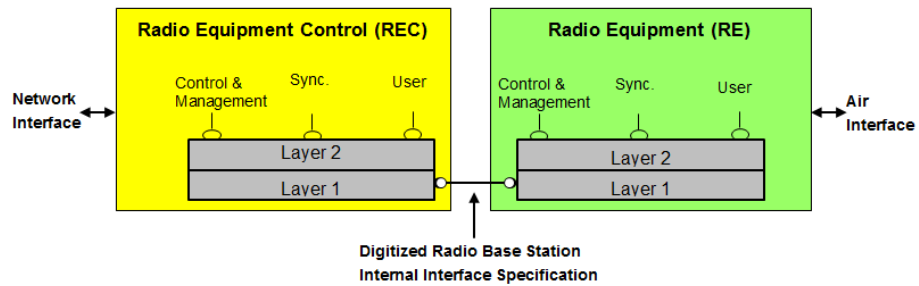 Radio Equipment Control (REC)
Radio Equipment (RE)
Control &
Management
Sync.
User
Control &
Management
Sync.
User
Network
Interface
Air
Interface
Layer 2
Layer 1
Layer 2
Layer 1
Digitized Radio Base Station
Internal Interface Specification